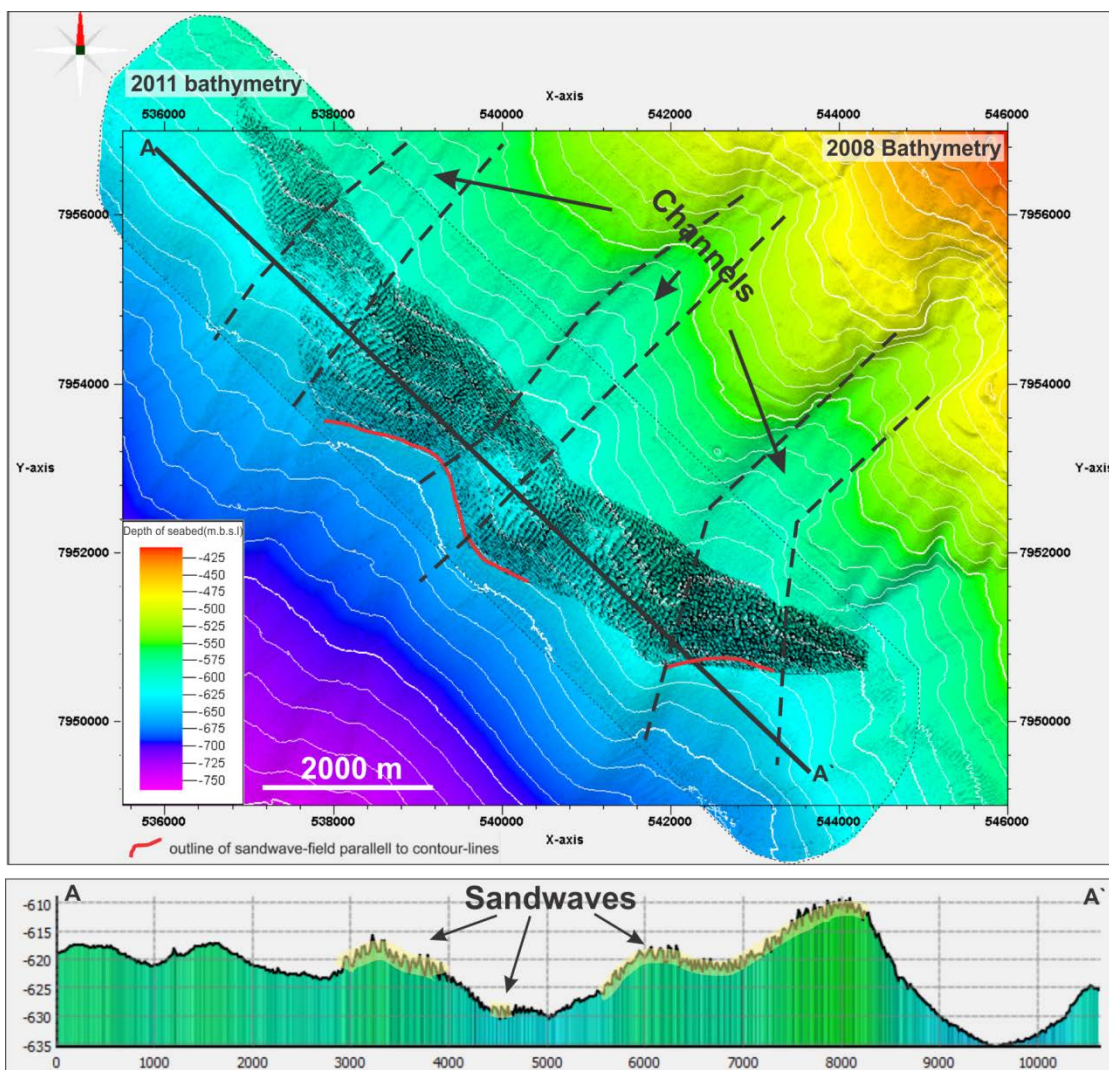 2011 bathymetry
X-axis
536000 538000 540000 542000 544000 546000
2008 Bathymetry
A
Channels
7956000 7956000
7954000 7954000
Y-axis Y-axis
7952000 7952000
7950000 7950000
Depth of seabed(m.b.s.l)
-425
-450
-475
-500
-525
-550
-575
-600
-625
-650
-675
-700
-725
-750
2000 m
A`
536000 538000 540000 542000 544000 546000
X-axis
outline of sandwave-field parallell to contour-lines
A Sandwaves A`
-610
-615
-620
-625
-630
-635
0 1000 2000 3000 4000 5000 6000 7000 8000 9000 10000